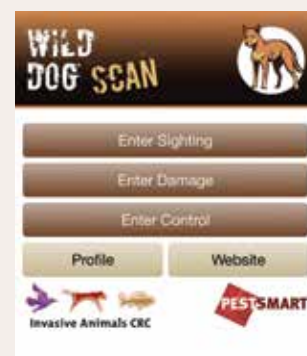 WILD
DOG SCAN
Enter Sighting
Enter Damage
Enter Control
Profile Website
Invasive Animals CRC
PESTSMART